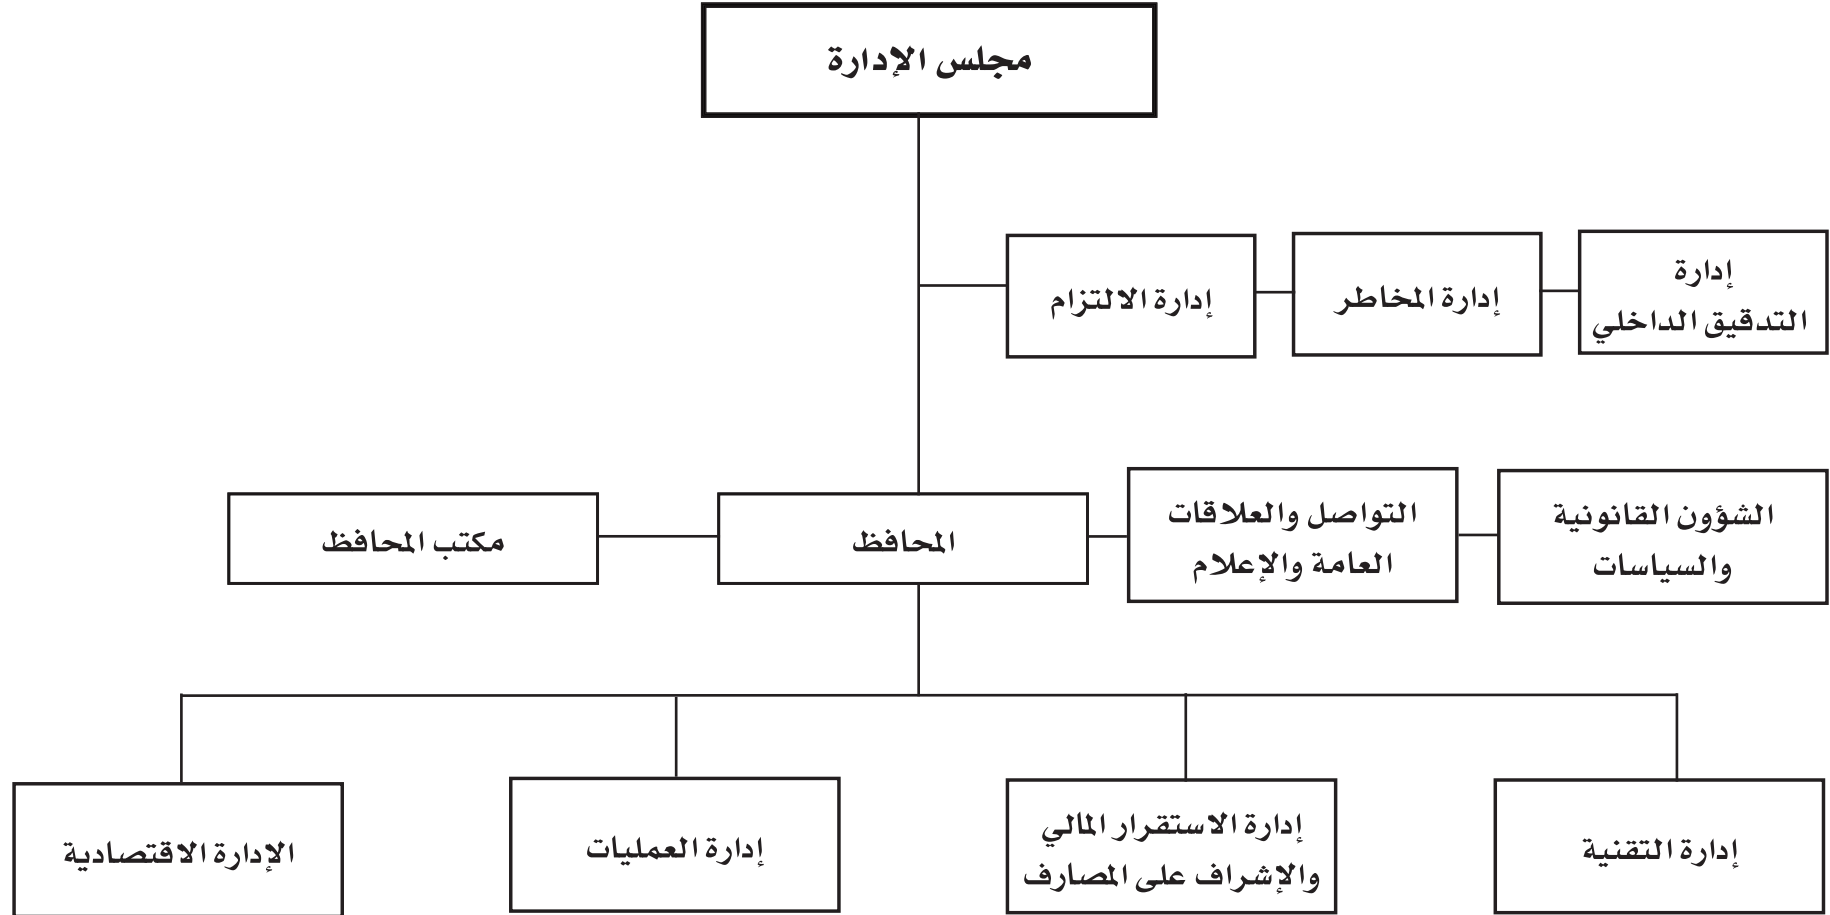 مجلس الإدارة
إدارة
التدقيق الداخلي
إدارة المخاطر
إدارة الالتزام
الشؤون القانونية
والسياسات
التواصل والعلاقات
العامة والإعلام
المحافظ
مكتب المحافظ
إدارة التقنية
إدارة الاستقرار المالي
والإشراف على المصارف
إدارة العمليات
الإدارة الاقتصادية